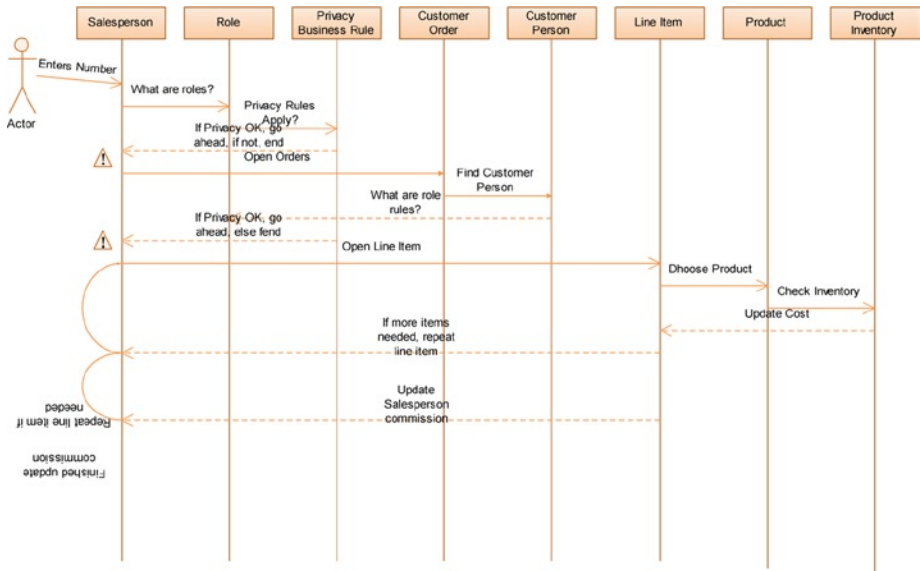 Salesperson
Role
Privacy
Business Rule
Customer
Order
Customer
Person
Line Item
Product
Product
Inventory
Enters Number
Actor
What are roles?
Privacy Rules
Apply?
If Privacy OK, go
ahead, if not. end
Open Orders
Find Customer
Person
What are role
rules?
If Privacy OK, go
ahead, else fend
Open Line Item
Dhoose Product
Check Inventory
Update Cost
If more items
needed, repeat
line item
Update
Salesperson
commission
Repeat line item if
needed
Finished update
commission